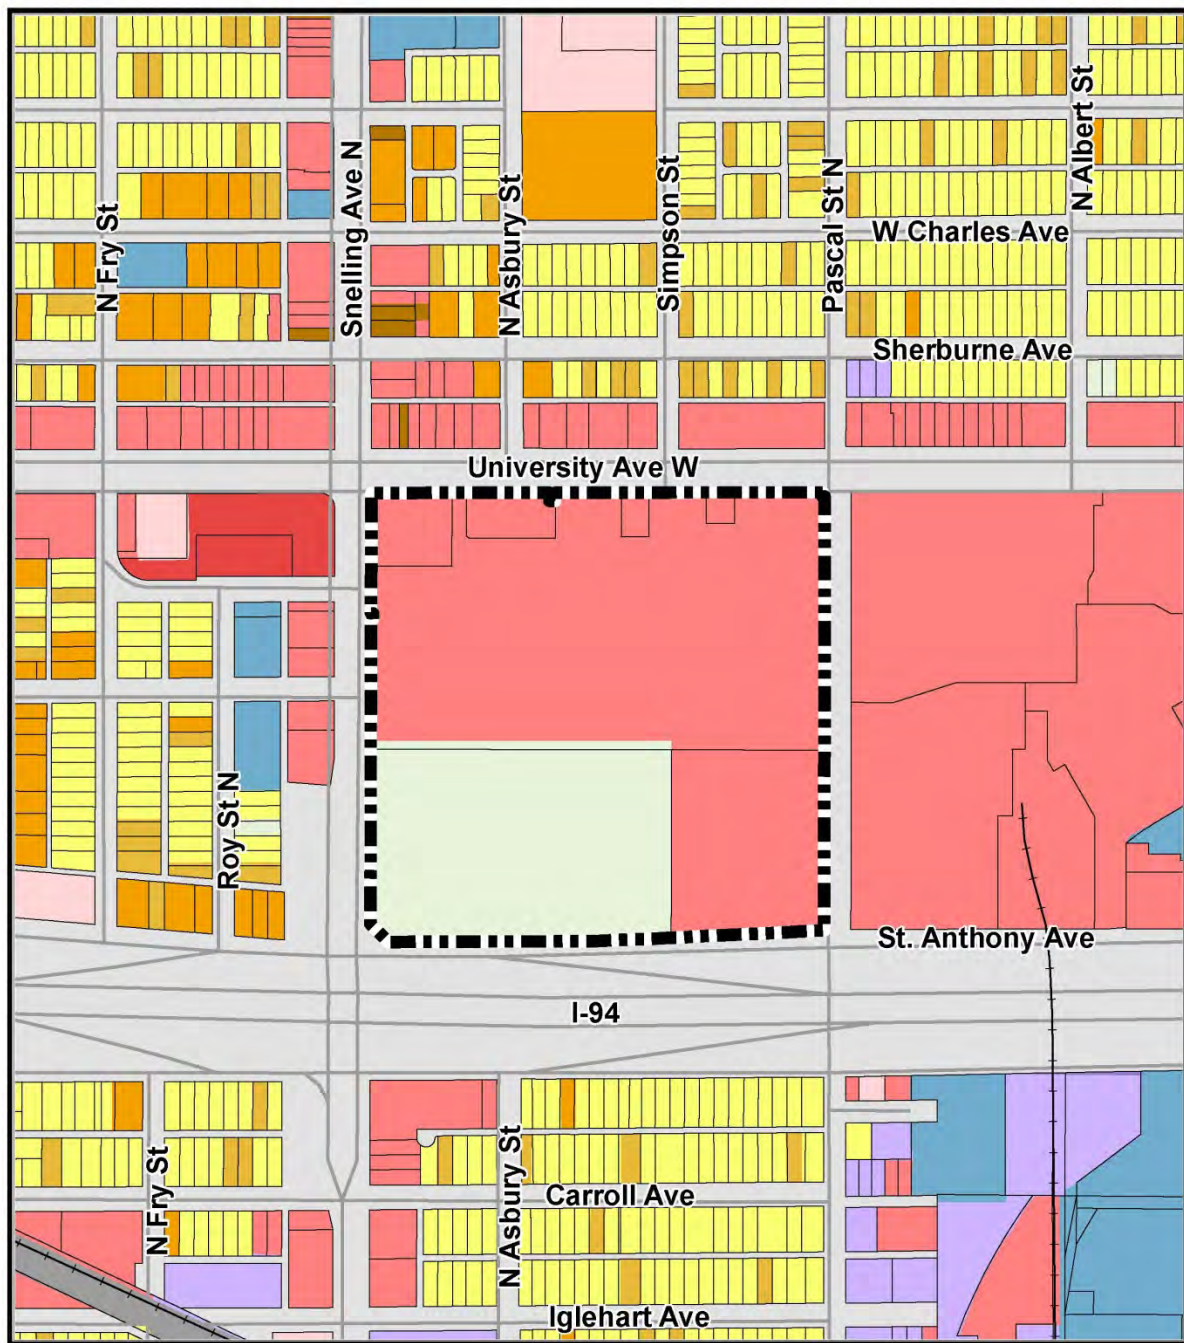 N Albert St
Snelling Ave N
Simpson St
Pascal St N
N Asbury St
N Fry St
W Charles Ave
Sherburne Ave
University Ave W
Roy St N
St. Anthony Ave
I-94
N Fry St
N Asbury St
Carroll Ave
Iglehart Ave